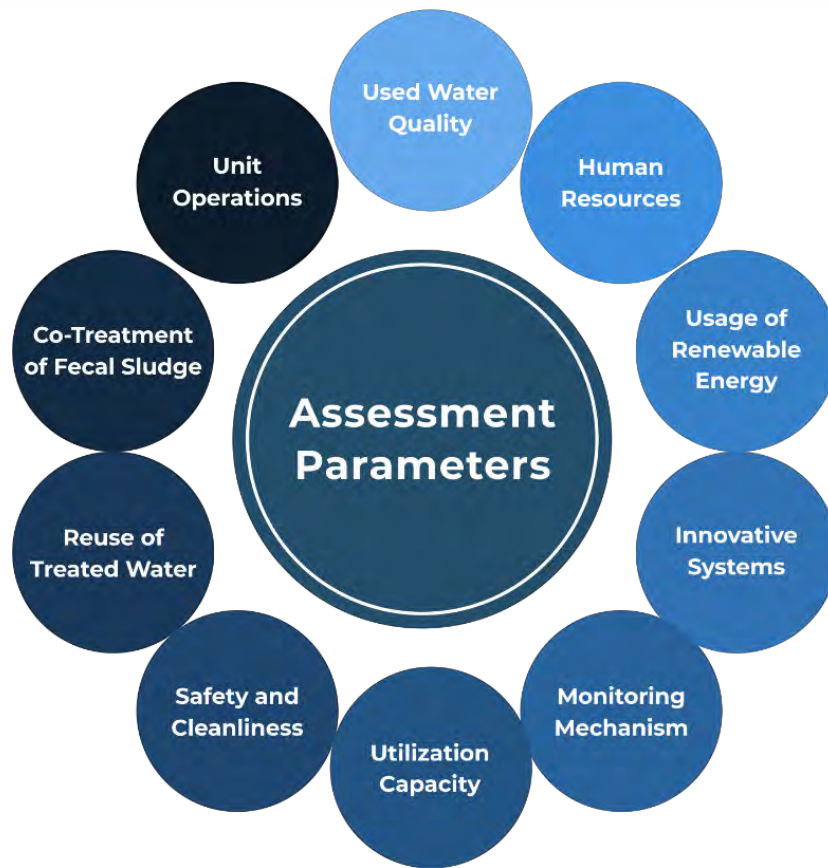 Used Water
Quality
Human
Resources
Usage of
Renewable
Energy
Innovative
Systems
Monitoring
Mechanism
Utilization
Capacity
Safety and
Cleanliness
Reuse of
Treated Water
Co-Treatment
of Fecal Sludge
Unit
Operations
Assessment
Parameters